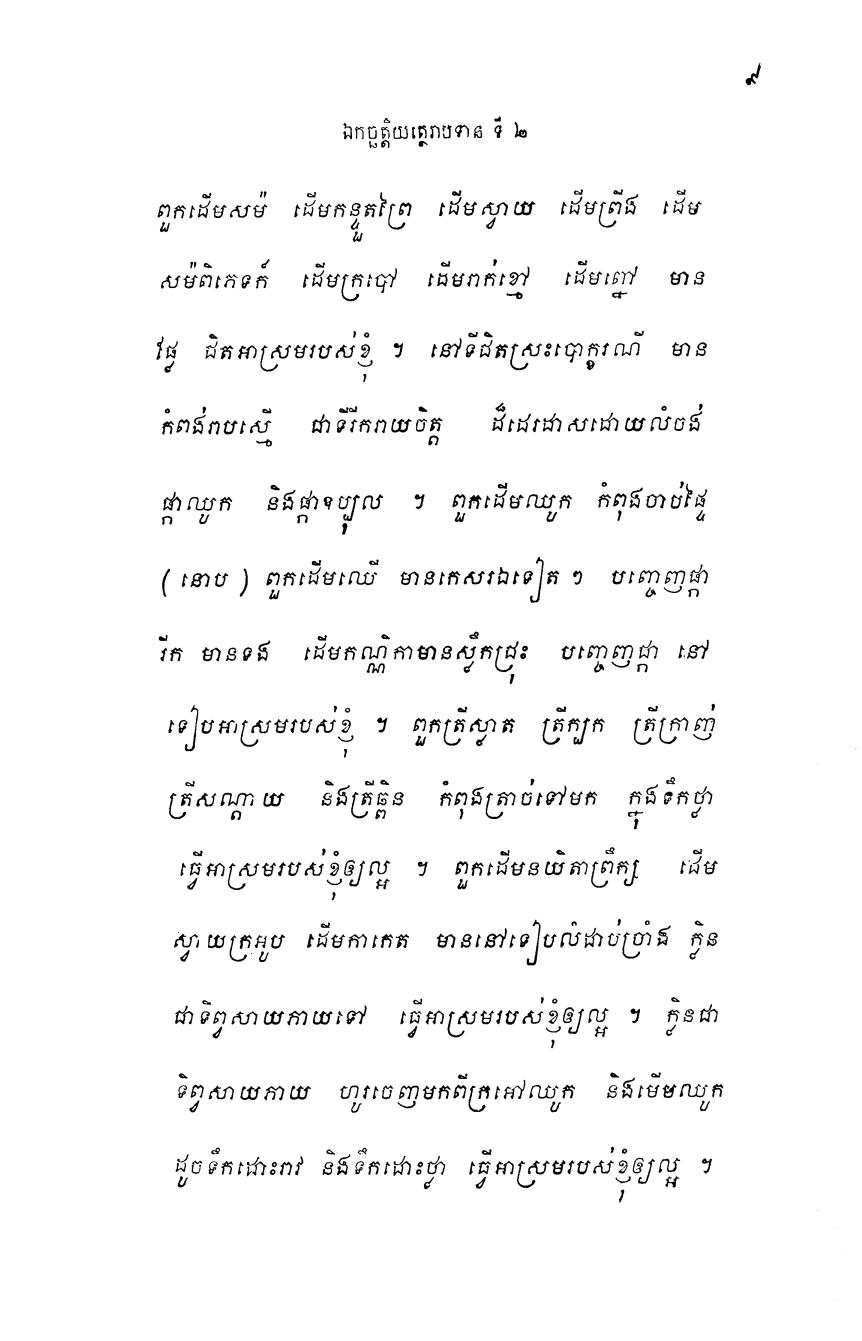 ៩
ឯកច្ឆត្តិយត្ថេរាបទាន ទី ២
ពួកដើមសម៉ ដើមកន្ទួតព្រៃ ដើមស្វាយ ដើមព្រីង ដើម
សម៉ពិភេទក៍ ដើមក្របៅ ដើមរាក់ខ្មៅ ដើមព្នៅ មាន
ផ្លែ ជិតអាស្រមរបស់ខ្ញុំ ។ នៅទីជិតស្រះបោក្ខរណី មាន
កំពង់រាបស្មើ ជាទីរីករាយចិត្ត ដ៏ដេរដាសដោយលំចង់
ផ្កាឈូក និងផ្កាឧប្បល ។ ពួកដើមឈូក កំពុងចាប់ផ្លៃ
( នោប ) ពួកដើមឈើ មានកេសរឯទៀត ៗ បញ្ចេញផ្កា
រីក មានទង ដើមកណ្ណិកាមានស្លឹកជ្រុះ បញ្ចេញផ្កា នៅ
ទៀបអាស្រមរបស់ខ្ញុំ ។ ពួកត្រីស្លាត ត្រីក្បក ត្រីក្រាញ់
ត្រីសណ្ដាយ និងត្រីឆ្ពិន កំពុងត្រាច់ទៅមក ក្នុងទឹកថ្លា
ធ្វើអាស្រមរបស់ខ្ញុំឲ្យល្អ ។ ពួកដើមនយិតាព្រឹក្ស ដើម
ស្វាយក្រអូប ដើមកាកេត មាននៅទៀបលំដាប់ច្រាំង ក្លិន
ជាទិព្វសាយភាយទៅ ធ្វើអាស្រមរបស់ខ្ញុំឲ្យល្អ ។ ក្លិនជា
ទិព្វសាយភាយ ហូរចេញមកពីក្រអៅឈូក និងមើមឈូក
ដូចទឹកដោះរាវ និងទឹកដោះថ្លា ធ្វើអាស្រមរបស់ខ្ញុំឲ្យល្អ ។